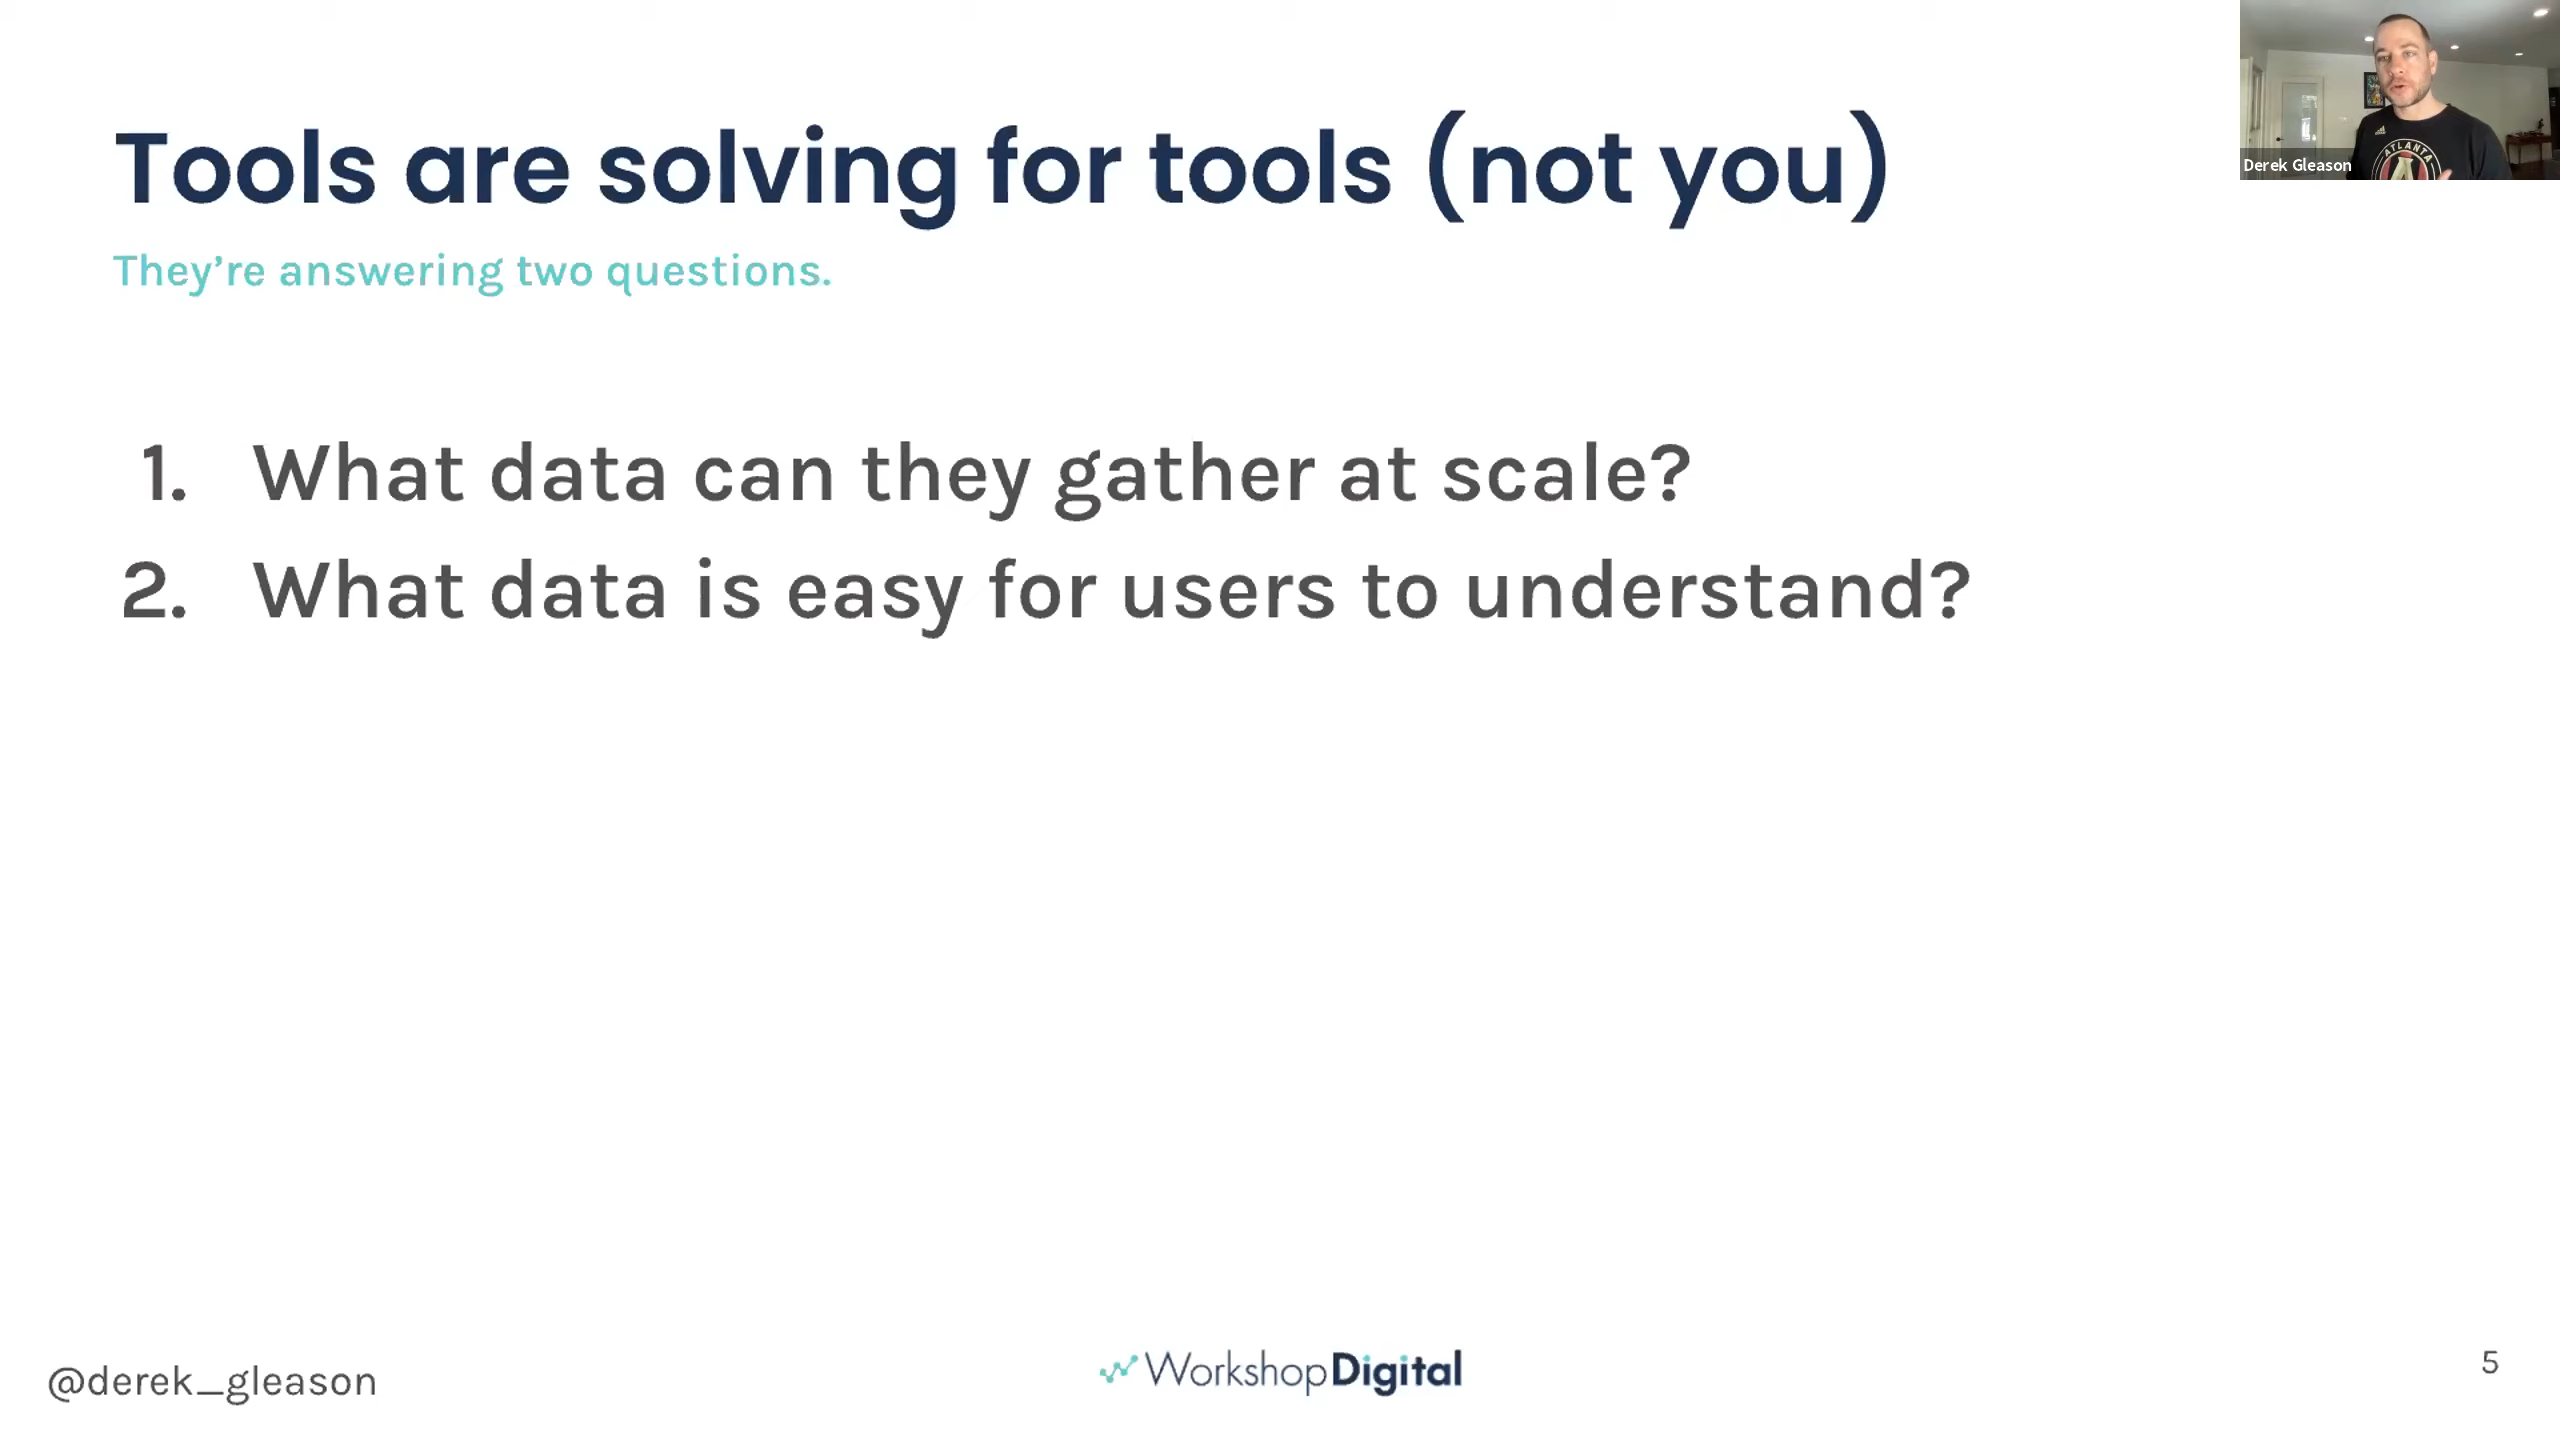 Tools are solving for tools (not you)
They’re answering two questions.
1. What data can they gather at scale?
2. What data is easy for users to understand?
Derek Gleason
ATLANTA
A
@derek_gleason
WorkshopDigital
5